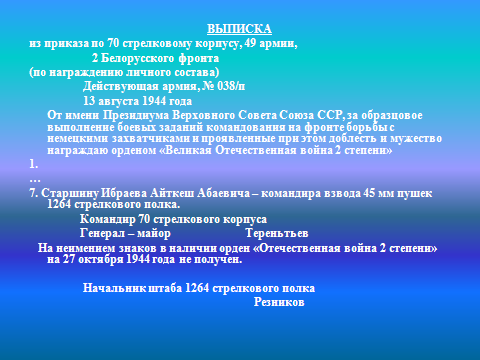 ВЫПИСКА
из приказа по 70 стрелковому корпусу, 49 армии,
2 Белорусского фронта
(по награждению личного состава)
Действующая армия, № 038/п
13 августа 1944 года
От имени Президиума Верховного Совета Союза ССР, за образцовое
выполнение боевых заданий командования на фронте борьбы с
немецкими захватчиками и проявленные при этом доблесть и мужество
награждаю орденом «Великая Отечественная война 2 степени»
1.
…
7. Старшину Ибраева Айткеш Абаевича – командира взвода 45 мм пушек
1264 стрелкового полка.
Командир 70 стрелкового корпуса
Генерал – майор Тереньтьев
На неимением знаков в наличии орден «Отечественная война 2 степени»
на 27 октября 1944 года не получен.
Начальник штаба 1264 стрелкового полка
Резников